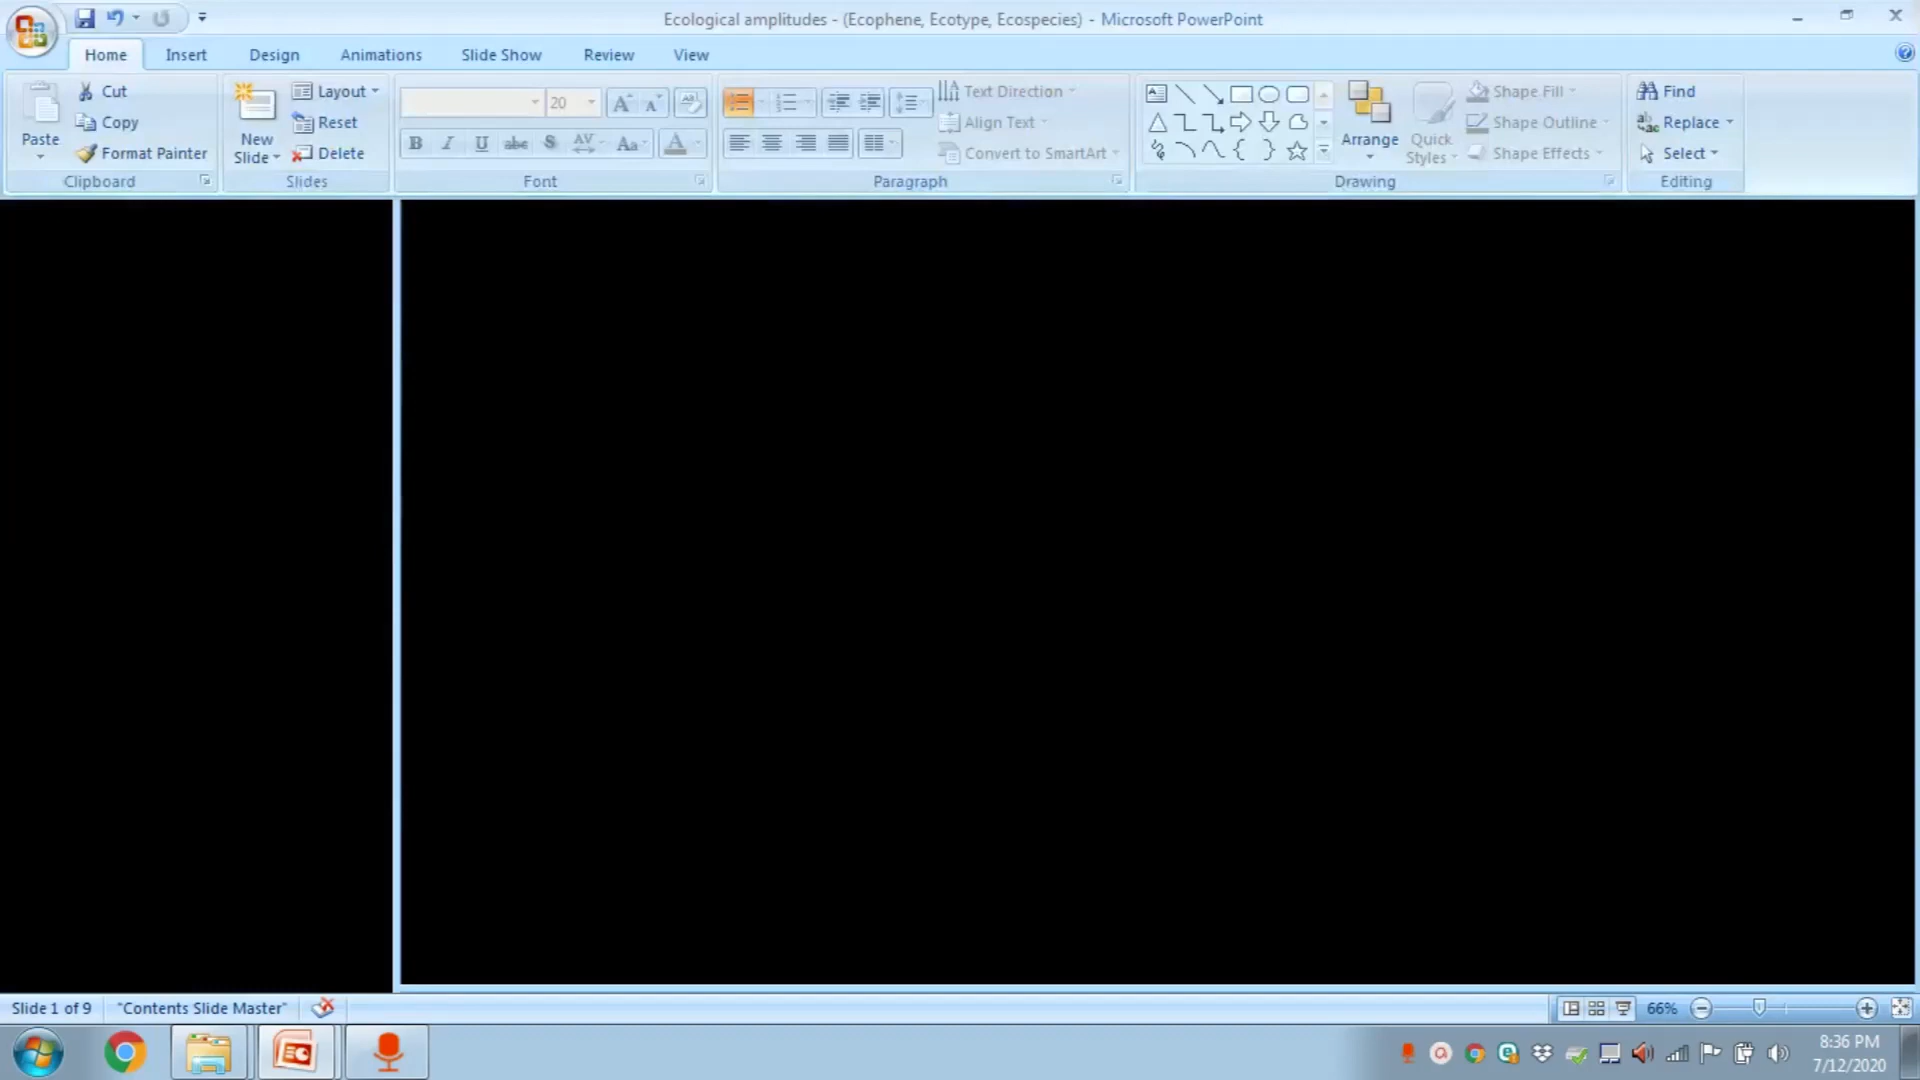 Ecological amplitudes - (Ecophene, Ecotype, Ecospecies) - Microsoft PowerPoint
Home Insert Design Animations Slide Show Review View
Paste
Cut
Copy
Format Painter
Clipboard
New
Slide
Layout
Reset
Delete
Slides
20
B I U abc S AV Aa A
Font
Paragraph
Text Direction
Align Text
Convert to SmartArt
Arrange
Quick
Styles
Shape Fill
Shape Outline
Shape Effects
Drawing
Find
Replace
Select
Editing
Slide 1 of 9 "Contents Slide Master" 66%
8:36 PM
7/12/2020